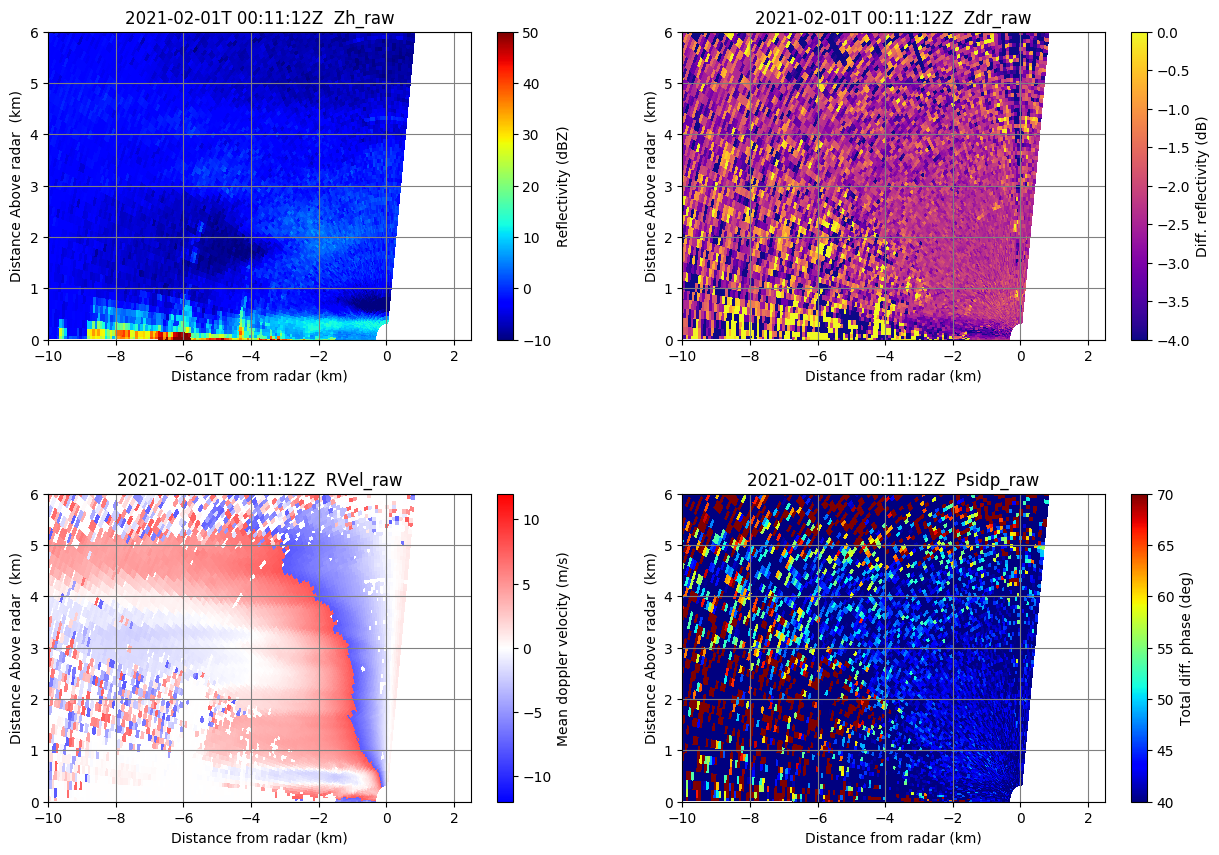 2021-02-01T 00:11:12Z  Zh_raw
6
5
4
3
2
1
0
Distance Above radar  (km)
−10 −8 −6 −4 −2 0 2
Distance from radar (km)
50
40
30
20
10
0
−10
Reflectivity (dBZ)
2021-02-01T 00:11:12Z  Zdr_raw
6
5
4
3
2
1
0
Distance Above radar  (km)
−10 −8 −6 −4 −2 0 2
Distance from radar (km)
0.0
−0.5
−1.0
−1.5
−2.0
−2.5
−3.0
−3.5
−4.0
Diff. reflectivity (dB)
2021-02-01T 00:11:12Z  RVel_raw
6
5
4
3
2
1
0
Distance Above radar  (km)
−10 −8 −6 −4 −2 0 2
Distance from radar (km)
10
5
0
−5
−10
Mean doppler velocity (m/s)
2021-02-01T 00:11:12Z  Psidp_raw
6
5
4
3
2
1
0
Distance Above radar  (km)
−10 −8 −6 −4 −2 0 2
Distance from radar (km)
70
65
60
55
50
45
40
Total diff. phase (deg)